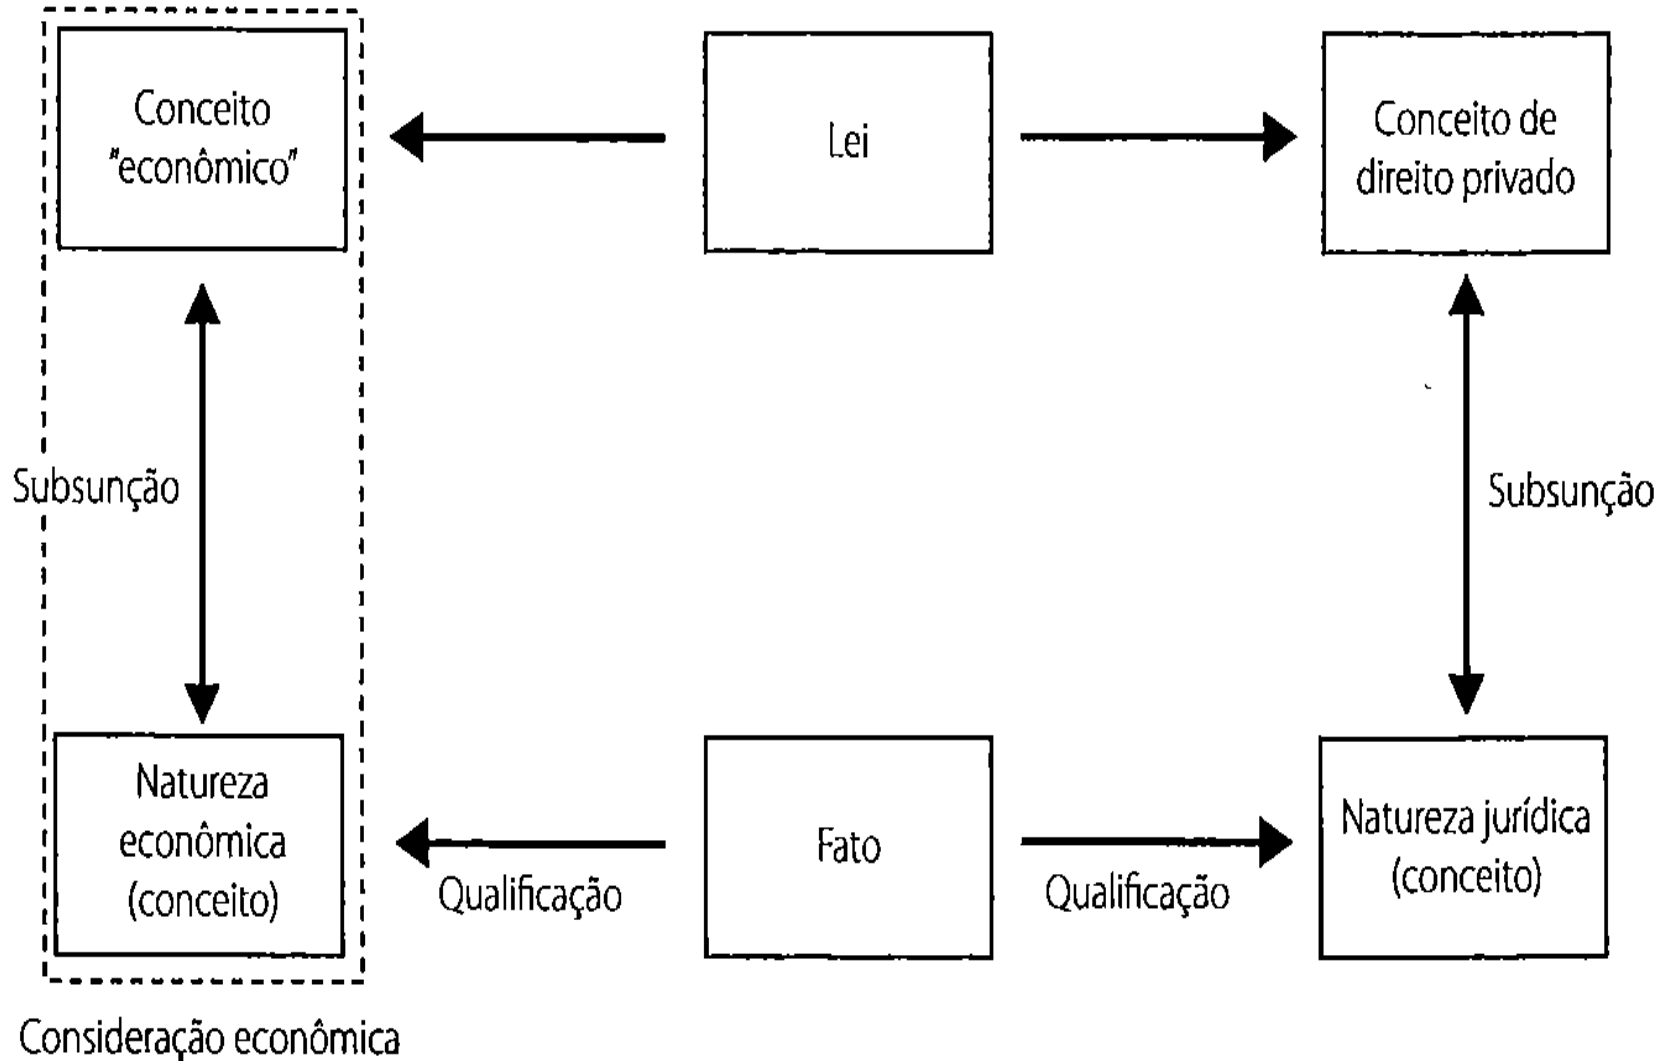 Conceito
"econômico"
Lei
Conceito de
direito privado
Subsunção
Subsunção
Natureza
econômica
(conceito)
Qualificação
Fato
Qualificação
Natureza jurídica
(conceito)
Consideração econômica